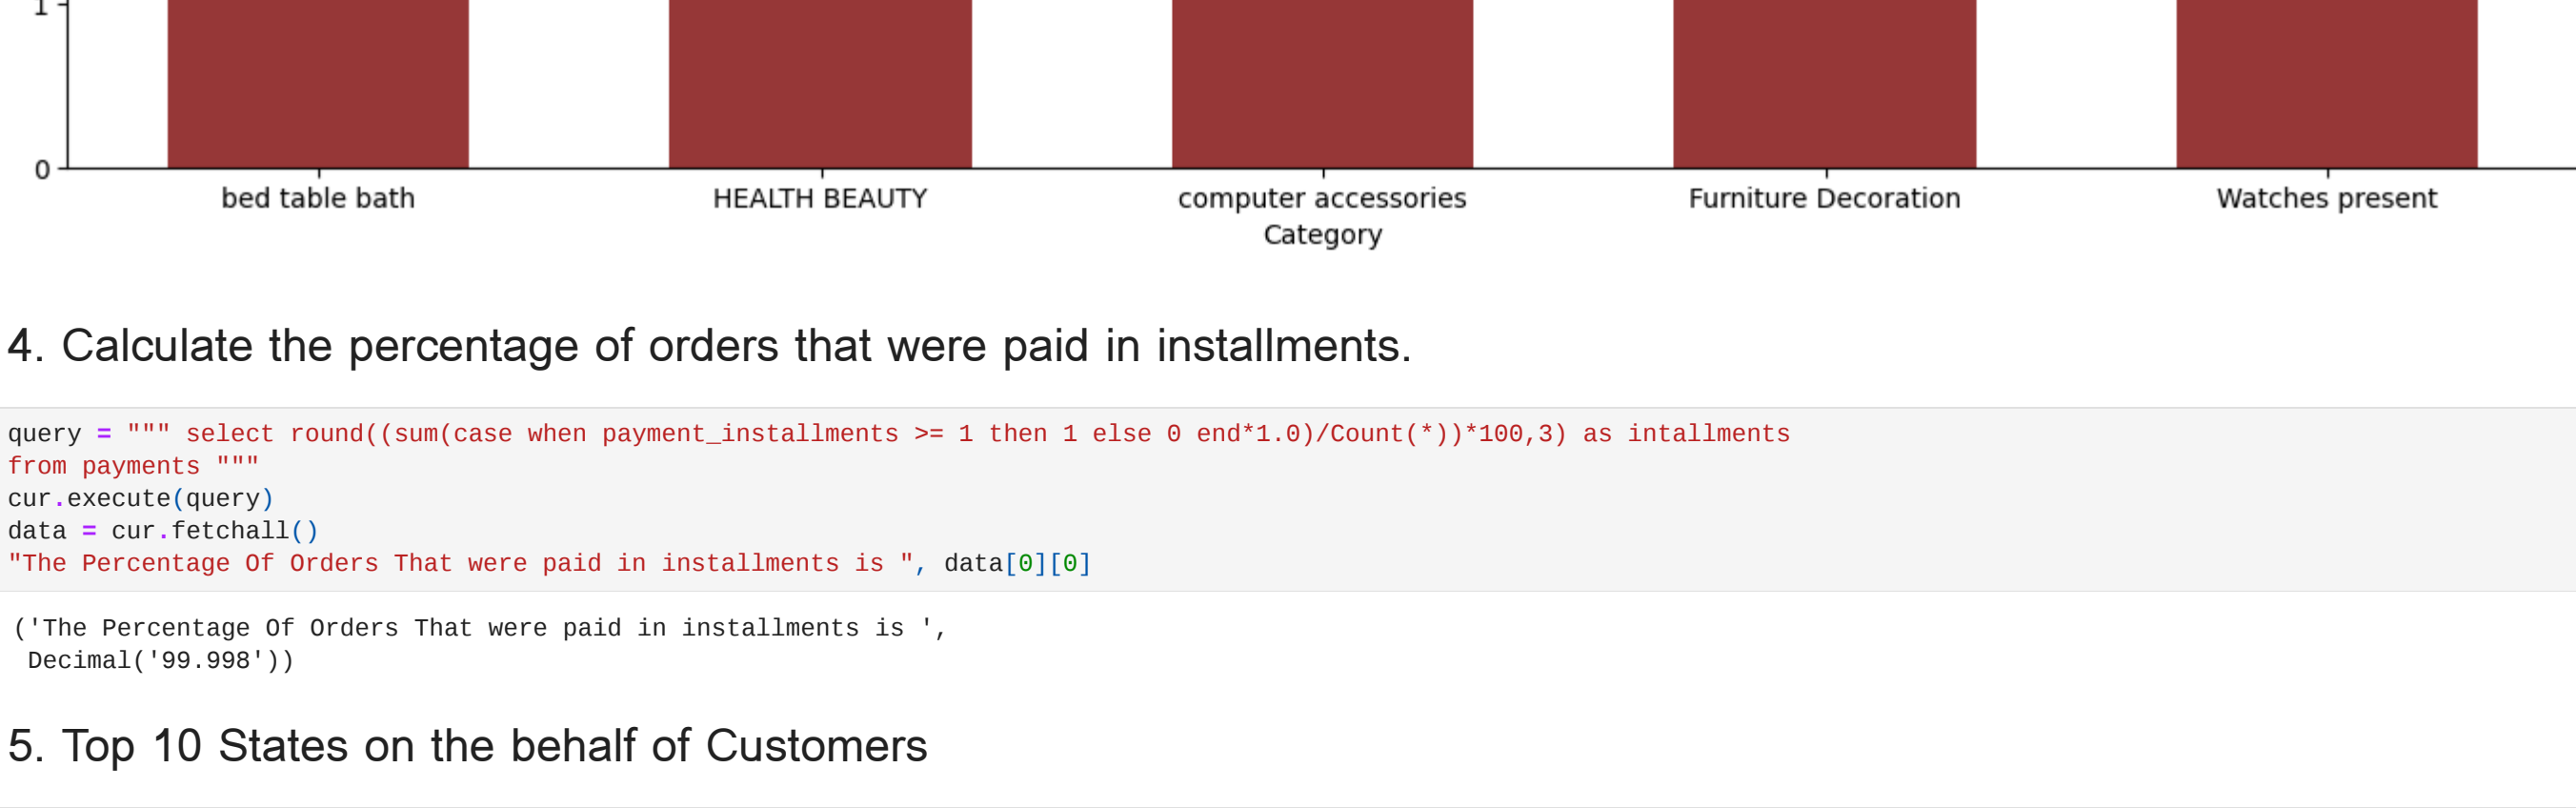 1
0
bed table bath HEALTH BEAUTY computer accessories Furniture Decoration Watches present
Category
4. Calculate the percentage of orders that were paid in installments.
query = """ select round((sum(case when payment_installments >= 1 then 1 else 0 end*1.0)/Count(*))*100,3) as intallments
from payments """
cur.execute(query)
data = cur.fetchall()
"The Percentage Of Orders That were paid in installments is ", data[0][0]
('The Percentage Of Orders That were paid in installments is ',
Decimal('99.998'))
5. Top 10 States on the behalf of Customers